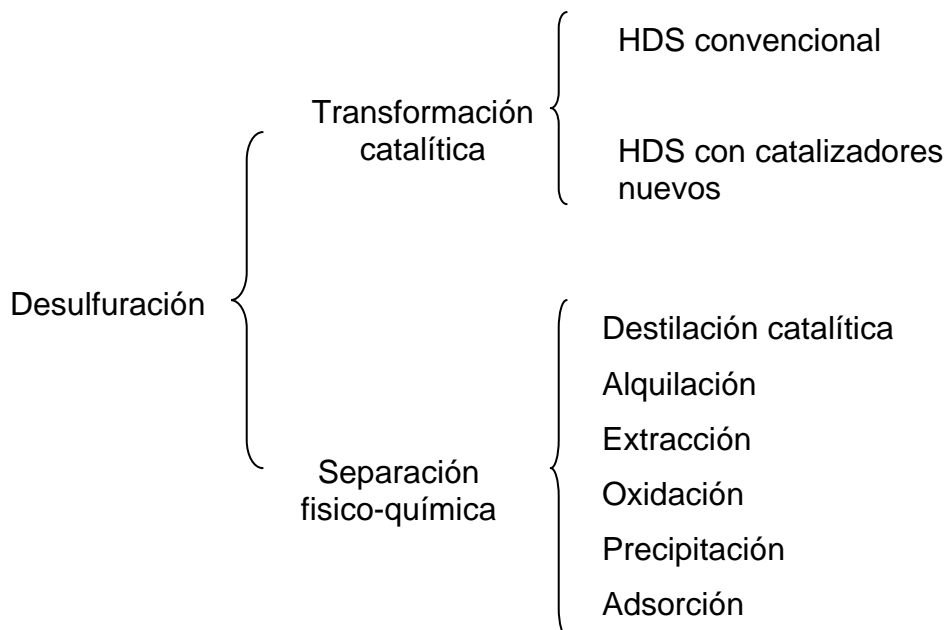 Desulfuración
Transformación
catalítica
HDS convencional
HDS con catalizadores
nuevos
Separación
fisico-química
Destilación catalítica
Alquilación
Extracción
Oxidación
Precipitación
Adsorción